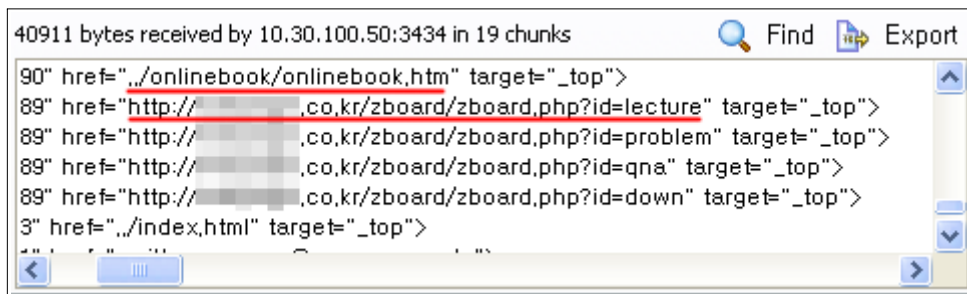 40911 bytes received by 10.30.100.50:3434 in 19 chunks Find Export
90" href="../onlinebook/onlinebook.htm" target="_top">
89" href="http:// .co.kr/zboard/zboard.php?id=lecture" target="_top">
89" href="http:// .co.kr/zboard/zboard.php?id=problem" target="_top">
89" href="http:// .co.kr/zboard/zboard.php?id=qna" target="_top">
89" href="http:// .co.kr/zboard/zboard.php?id=down" target="_top">
3" href="../index.html" target="_top">